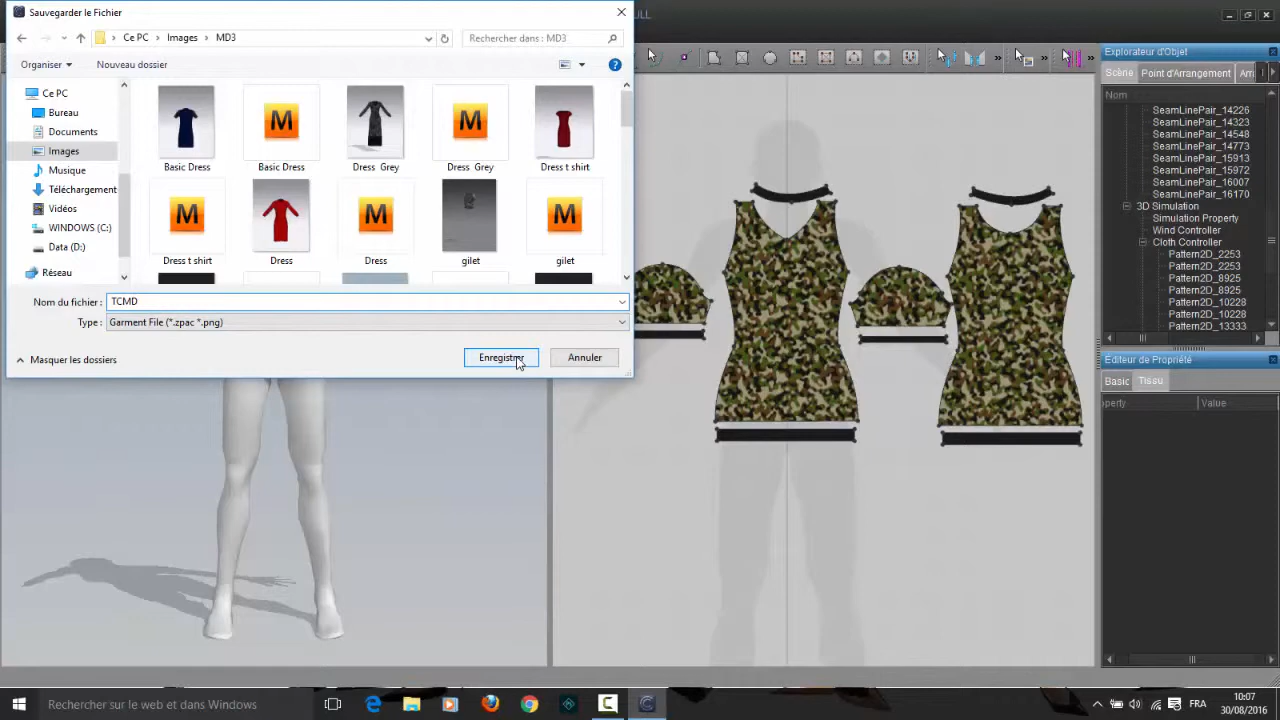 Sauvegarder le Fichier
Ce PC > Images > MD3
Rechercher dans : MD3
Organiser
Nouveau dossier
Ce PC
Bureau
Documents
Images
Musique
Téléchargement
Vidéos
WINDOWS (C:)
Data (D:)
Réseau
M
M
Basic Dress
Basic Dress
Dress Grey
Dress Grey
Dress t shirt
M
M
M
Dress t shirt
Dress
Dress
gilet
gilet
Nom du fichier :
TCMD
Type :
Garment File (*.zpac *.png)
Masquer les dossiers
Enregistrer
Annuler
Explorateur d'Objet
Scène
Point d'Arrangement
Arri
Nom
SeamLinePair_14226
SeamLinePair_14323
SeamLinePair_14548
SeamLinePair_14773
SeamLinePair_15913
SeamLinePair_15972
SeamLinePair_16007
SeamLinePair_16170
3D Simulation
Simulation Property
Wind Controller
Cloth Controller
Pattern2D_2253
Pattern2D_2253
Pattern2D_8925
Pattern2D_8925
Pattern2D_10228
Pattern2D_10228
Pattern2D_13333
Editeur de Propriété
Basic
Tissu
operty
Value
Rechercher sur le web et dans Windows
FRA
10:07
30/08/2016